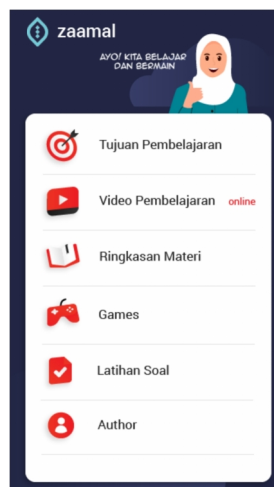 zaamal
AYO! KITA BELAJAR
DAN BERMAIN
Tujuan Pembelajaran
Video Pembelajaran online
Ringkasan Materi
Games
Latihan Soal
Author